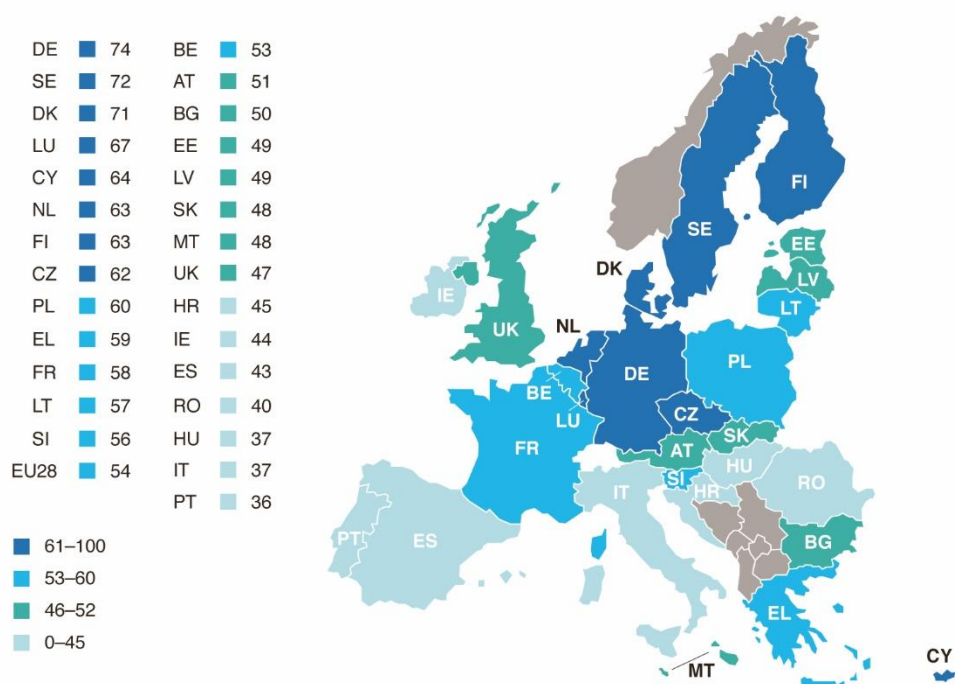 DE 74
SE 72
DK 71
LU 67
CY 64
NL 63
FI 63
CZ 62
PL 60
EL 59
FR 58
LT 57
SI 56
EU28 54
BE 53
AT 51
BG 50
EE 49
LV 49
SK 48
MT 48
UK 47
HR 45
IE 44
ES 43
RO 40
HU 37
IT 37
PT 36
61–100
53–60
46–52
0–45
FI
SE
EE
DK
LV
IE
LT
NL
UK
PL
DE
BE
CZ
LU
SK
FR
AT
HU
SI
RO
IT
HR
PT
ES
BG
EL
CY
MT